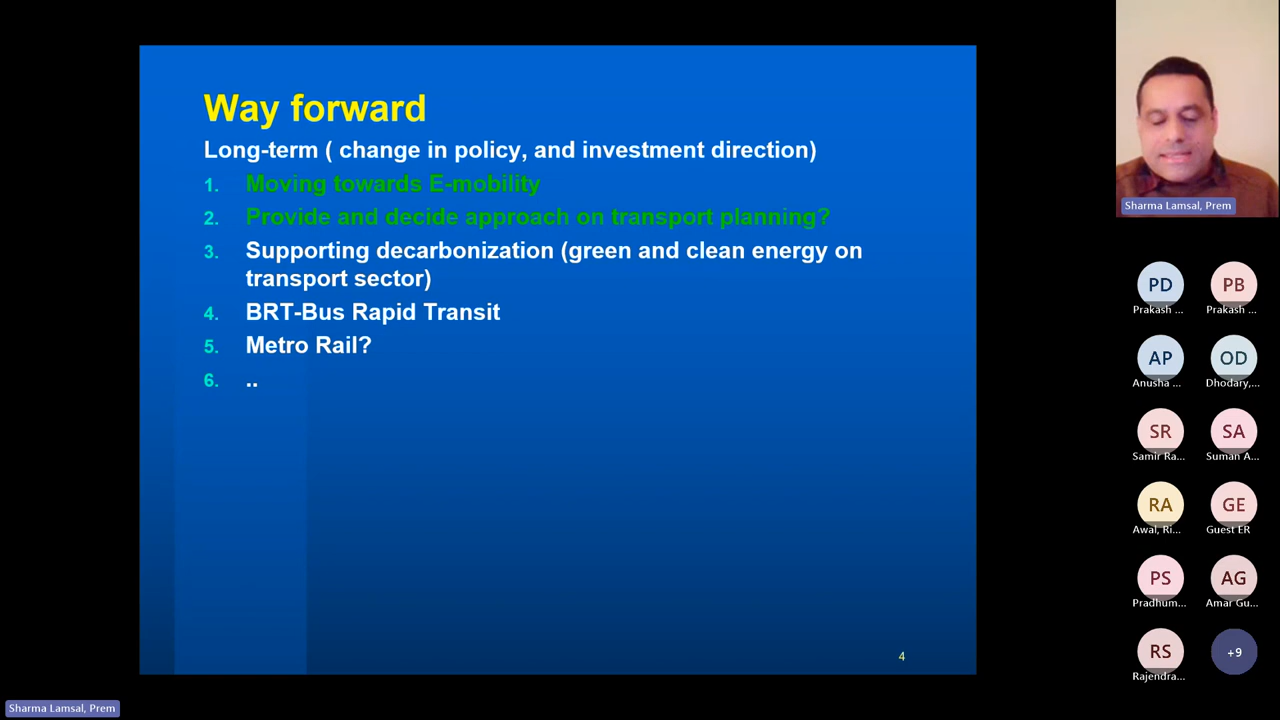 Way forward
Long-term ( change in policy, and investment direction)
1. Moving towards E-mobility
2. Provide and decide approach on transport planning?
3. Supporting decarbonization (green and clean energy on
transport sector)
4. BRT-Bus Rapid Transit
5. Metro Rail?
6. ..
4
Sharma Lamsal, Prem
PD PB
Prakash ... Prakash ...
AP OD
Anusha ... Dhodary,...
SR SA
Samir Ra... Suman A...
RA GE
Awal, Ri... Guest ER
PS AG
Pradhum... Amar Gu...
RS +9
Rajendra...
Sharma Lamsal, Prem